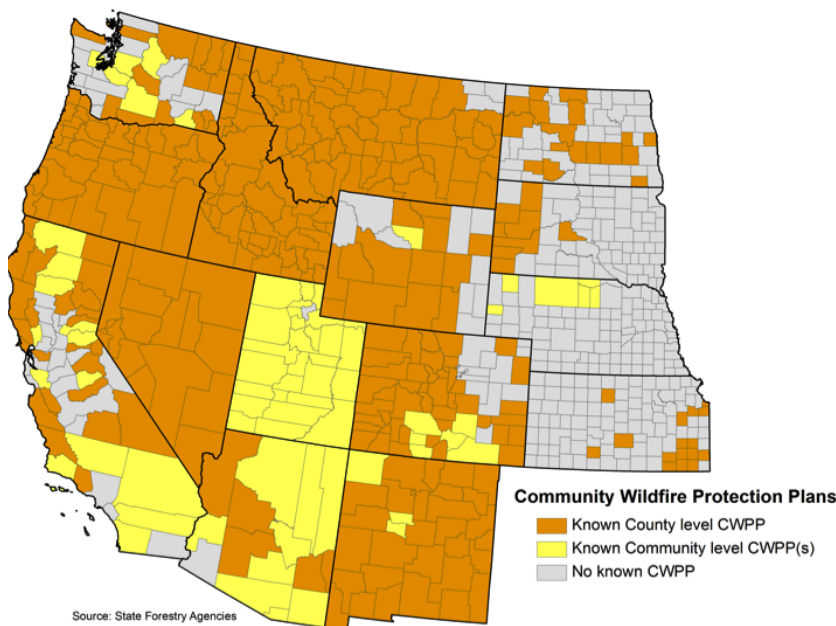 Community Wildfire Protection Plans
Known County level CWPP
Known Community level CWPP(s)
No known CWPP
Source: State Forestry Agencies